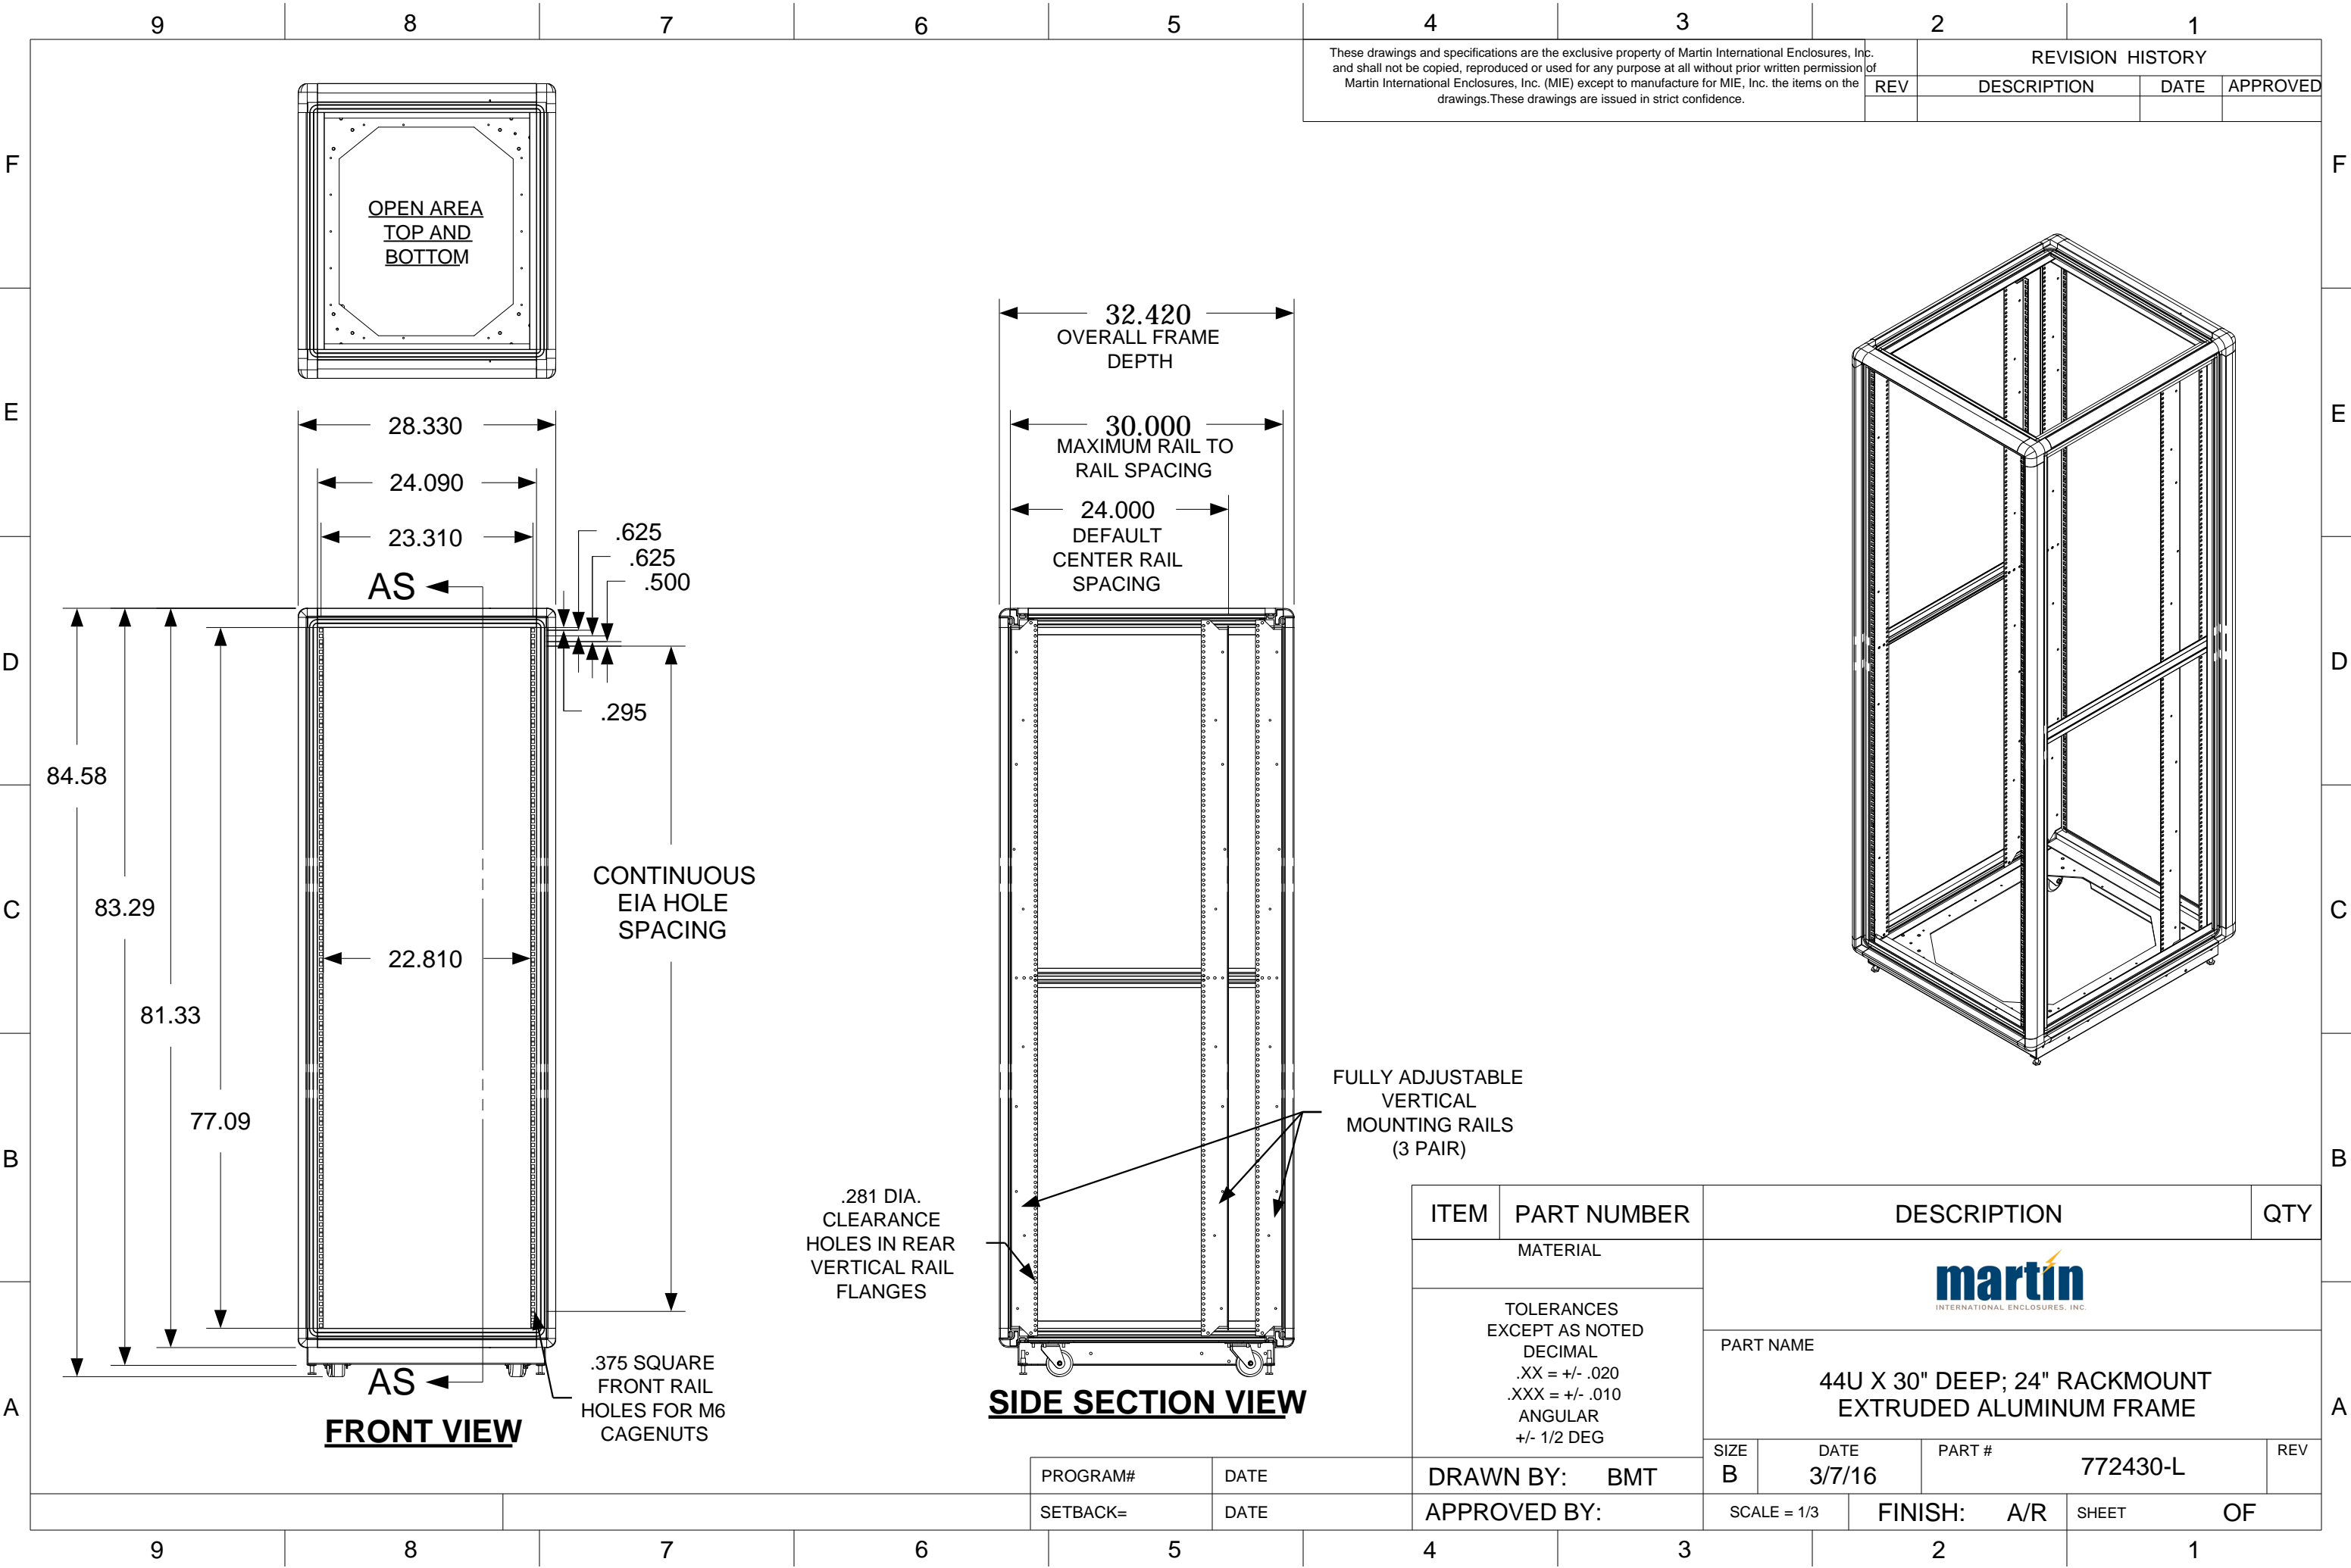 9 8 7 6 5 4 3 2 1
These drawings and specifications are the exclusive property of Martin International Enclosures, Inc.
and shall not be copied, reproduced or used for any purpose at all without prior written permission of
Martin International Enclosures, Inc. (MIE) except to manufacture for MIE, Inc. the items on the
drawings.These drawings are issued in strict confidence.
REVISION HISTORY
REV DESCRIPTION DATE APPROVED
F F
E E
D D
C C
B B
A A
OPEN AREA
TOP AND
BOTTOM
28.330
24.090
23.310
.625
.625
.500
.295
AS
84.58
83.29
81.33
77.09
22.810
CONTINUOUS
EIA HOLE
SPACING
AS
.375 SQUARE
FRONT RAIL
HOLES FOR M6
CAGENUTS
FRONT VIEW
32.420
OVERALL FRAME
DEPTH
30.000
MAXIMUM RAIL TO
RAIL SPACING
24.000
DEFAULT
CENTER RAIL
SPACING
FULLY ADJUSTABLE
VERTICAL
MOUNTING RAILS
(3 PAIR)
.281 DIA.
CLEARANCE
HOLES IN REAR
VERTICAL RAIL
FLANGES
SIDE SECTION VIEW
ITEM PART NUMBER DESCRIPTION QTY
MATERIAL
martin
INTERNATIONAL ENCLOSURES, INC.
TOLERANCES
EXCEPT AS NOTED
DECIMAL
.XX = +/- .020
.XXX = +/- .010
ANGULAR
+/- 1/2 DEG
PART NAME
44U X 30" DEEP; 24" RACKMOUNT
EXTRUDED ALUMINUM FRAME
PROGRAM# DATE
SETBACK= DATE
DRAWN BY: BMT
APPROVED BY:
SIZE
B
DATE
3/7/16
PART #
772430-L
REV
SCALE = 1/3
FINISH: A/R
SHEET OF
9 8 7 6 5 4 3 2 1